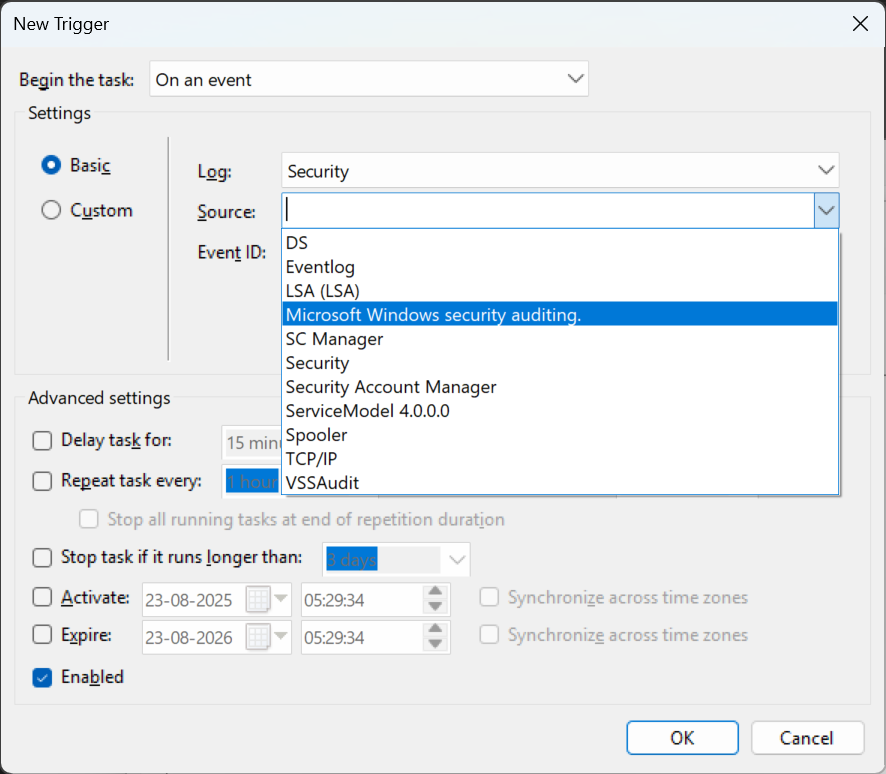 New Trigger
Begin the task: On an event
Settings
Basic
Custom
Log: Security
Source:
Event ID:
DS
Eventlog
LSA (LSA)
Microsoft Windows security auditing.
SC Manager
Security
Security Account Manager
ServiceModel 4.0.0.0
Spooler
TCP/IP
VSSAudit
Advanced settings
Delay task for: 15 minu
Repeat task every: 1 hour
Stop all running tasks at end of repetition duration
Stop task if it runs longer than: 3 days
Activate: 23-08-2025 05:29:34 Synchronize across time zones
Expire: 23-08-2026 05:29:34 Synchronize across time zones
Enabled
OK Cancel